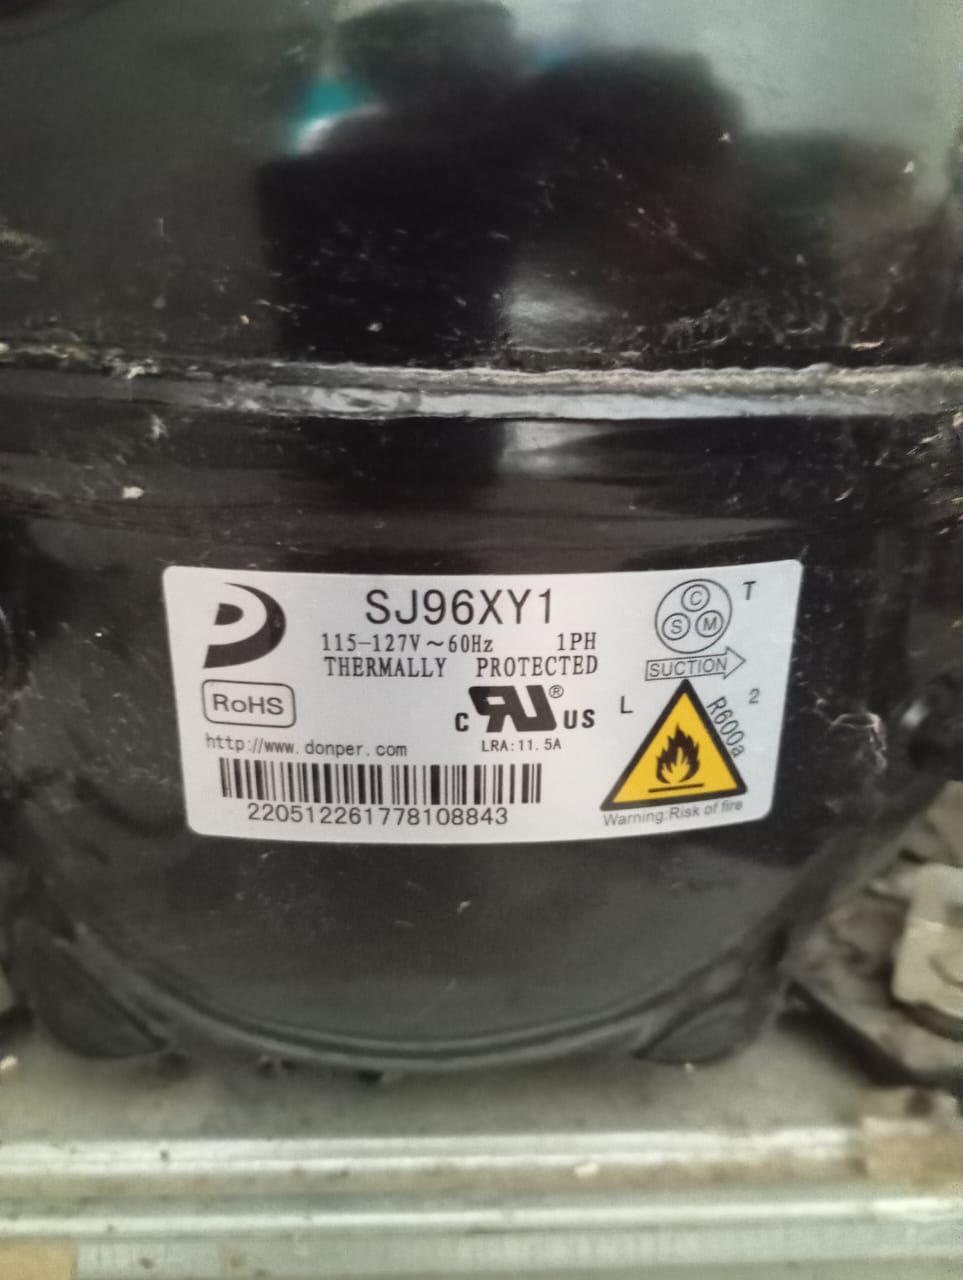 SJ96XY1
115-127V~60Hz 1PH
THERMALLY PROTECTED
RoHS
c RU® US
http://www.donper.com
LRA:11.5A
220512261778108843
C
S M
T
SUCTION
L
2
R600a
Warning:Risk of fire